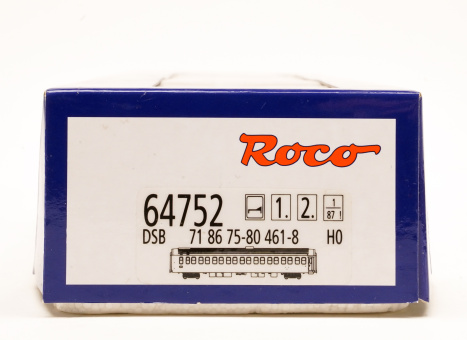 Roco
64752 1. 2. 1
87 !
DSB 71 86 75-80 461-8 H0